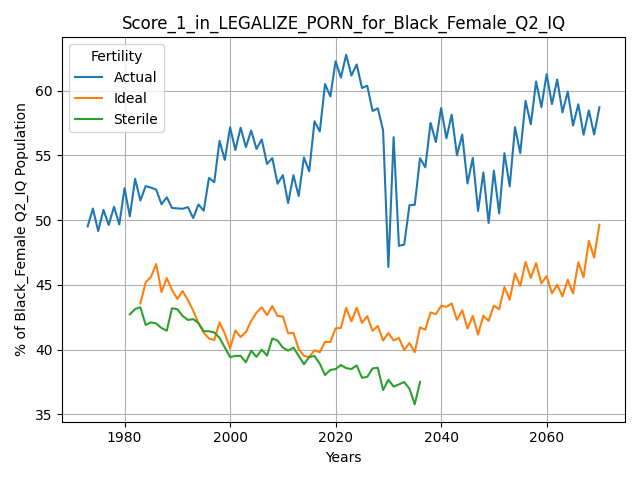 Score_1_in_LEGALIZE_PORN_for_Black_Female_Q2_IQ
Fertility
Actual
Ideal
Sterile
% of Black_Female Q2_IQ Population
60
55
50
45
40
35
1980
2000
2020
2040
2060
Years